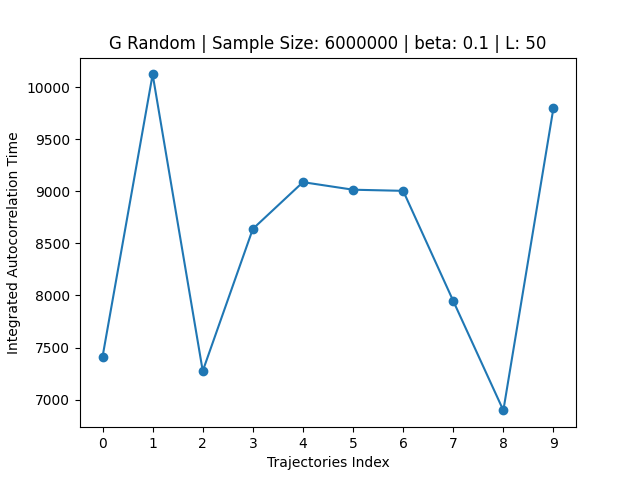 G Random | Sample Size: 6000000 | beta: 0.1 | L: 50
Integrated Autocorrelation Time
10000
9500
9000
8500
8000
7500
7000
0 1 2 3 4 5 6 7 8 9
Trajectories Index